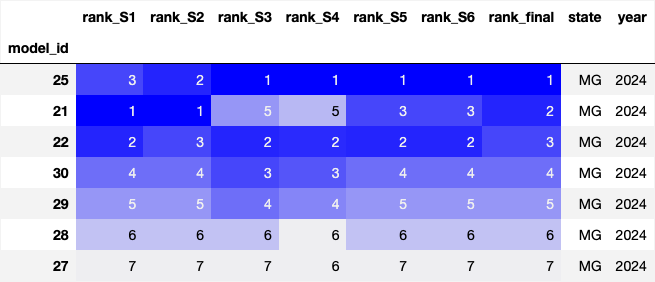 rank_S1 rank_S2 rank_S3 rank_S4 rank_S5 rank_S6 rank_final state year
model_id
25 3 2 1 1 1 1 1 MG 2024
21 1 1 5 5 3 3 2 MG 2024
22 2 3 2 2 2 2 3 MG 2024
30 4 4 3 3 4 4 4 MG 2024
29 5 5 4 4 5 5 5 MG 2024
28 6 6 6 6 6 6 6 MG 2024
27 7 7 7 6 7 7 7 MG 2024